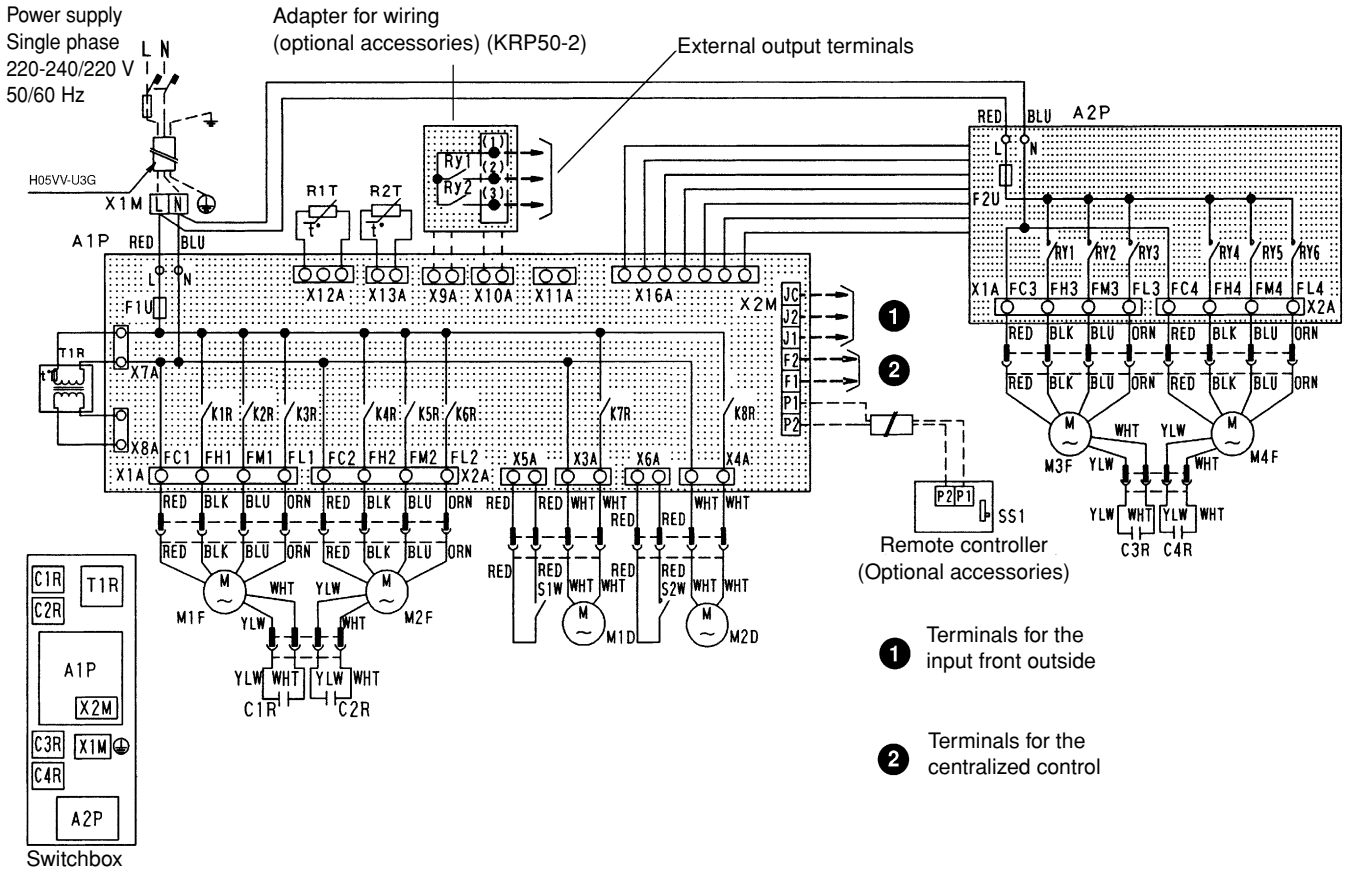 Power supply
Single phase
220-240/220 V
50/60 Hz
L N
Adapter for wiring
(optional accessories) (KRP50-2)
External output terminals
H05VV-U3G
X1M L N
A1P RED BLU
L N
F1U
R1T R2T
t° t°
(1)
Ry1
(2)
Ry2
(3)
X12A X13A X9A X10A X11A X16A
X2M
JC
J2
J1
F2
F1
P1
P2
1
2
RED BLU A2P
L N
F2U
RY1 RY2 RY3 RY4 RY5 RY6
X1A FC3 FH3 FM3 FL3 FC4 FH4 FM4 FL4 X2A
RED BLK BLU ORN RED BLK BLU ORN
RED BLK BLU ORN RED BLK BLU ORN
M ~ M ~
M3F WHT YLW M4F
YLW WHT
YLW WHT YLW WHT
C3R C4R
T1R
t°
X7A
X8A
K1R K2R K3R K4R K5R K6R K7R K8R
X1A FC1 FH1 FM1 FL1 FC2 FH2 FM2 FL2 X2A X5A X3A X6A X4A
RED BLK BLU ORN RED BLK BLU ORN RED RED WHT WHT RED RED WHT WHT
RED BLK BLU ORN RED BLK BLU ORN
RED RED WHT WHT RED WHT WHT
S1W S2W
M ~ M ~ M ~ M ~
M1F WHT YLW M2F M1D M2D
YLW WHT
YLW WHT YLW WHT
C1R C2R
P2 P1
SS1
Remote controller
(Optional accessories)
1 Terminals for the
input front outside
2 Terminals for the
centralized control
C1R T1R
C2R
A1P
X2M
C3R X1M
C4R
A2P
Switchbox